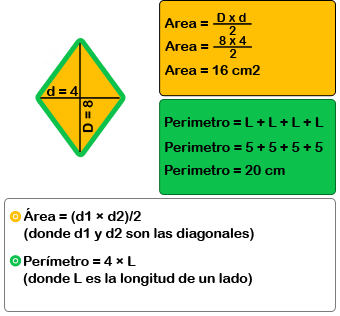 d = 4
D = 8
Area = D x d / 2
Area = 8 x 4 / 2
Area = 16 cm2
Perimetro = L + L + L + L
Perimetro = 5 + 5 + 5 + 5
Perimetro = 20 cm
Área = (d1 × d2)/2
(donde d1 y d2 son las diagonales)
Perímetro = 4 × L
(donde L es la longitud de un lado)